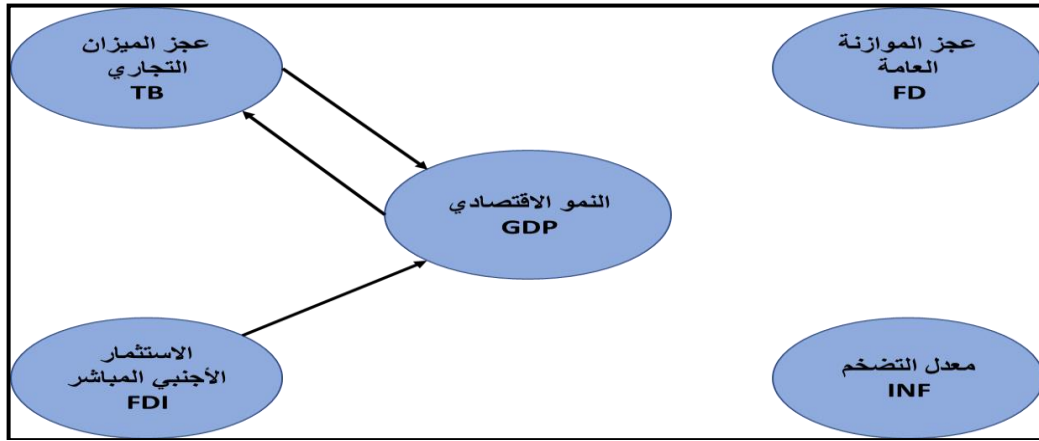 عجز الميزان
التجاري
TB
عجز الموازنة
العامة
FD
النمو الاقتصادي
GDP
الاستثمار
الأجنبي المباشر
FDI
معدل التضخم
INF